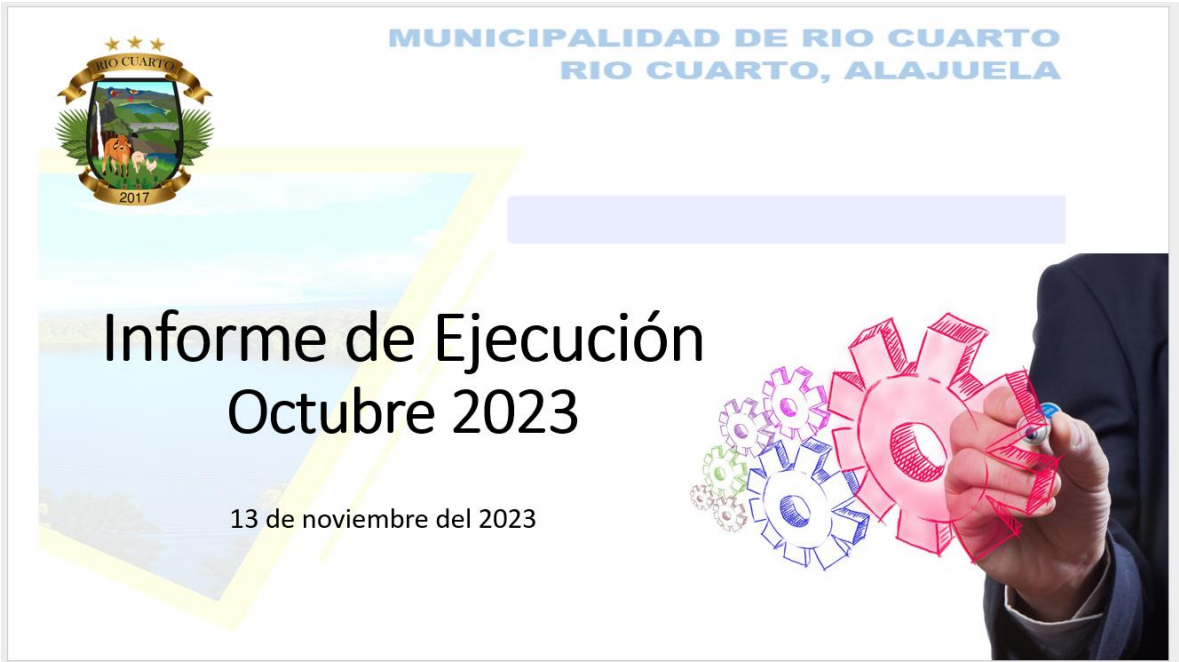 RIO CUARTO
2017
MUNICIPALIDAD DE RIO CUARTO
RIO CUARTO, ALAJUELA
Informe de Ejecución
Octubre 2023
13 de noviembre del 2023